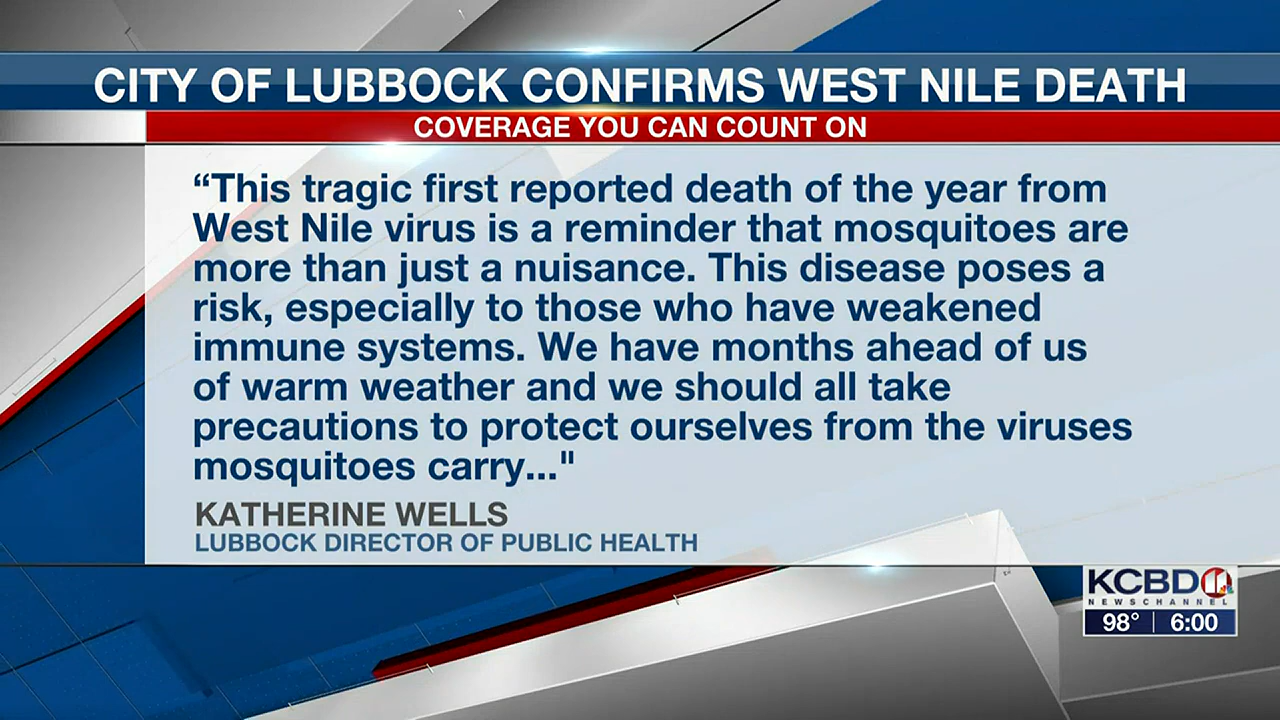 CITY OF LUBBOCK CONFIRMS WEST NILE DEATH
COVERAGE YOU CAN COUNT ON
“This tragic first reported death of the year from
West Nile virus is a reminder that mosquitoes are
more than just a nuisance. This disease poses a
risk, especially to those who have weakened
immune systems. We have months ahead of us
of warm weather and we should all take
precautions to protect ourselves from the viruses
mosquitoes carry..."
KATHERINE WELLS
LUBBOCK DIRECTOR OF PUBLIC HEALTH
KCBD 11
NEWSCHANNEL
98° | 6:00